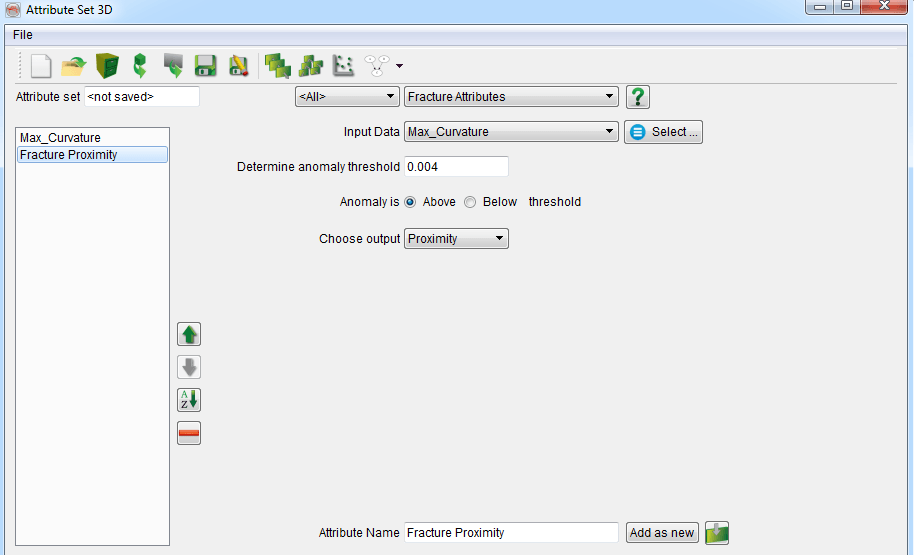 Attribute Set 3D
File
Attribute set <not saved> <All> Fracture Attributes ?
Input Data Max_Curvature Select ...
Max_Curvature
Fracture Proximity
Determine anomaly threshold 0.004
Anomaly is Above Below threshold
Choose output Proximity
A
Z
Attribute Name Fracture Proximity Add as new